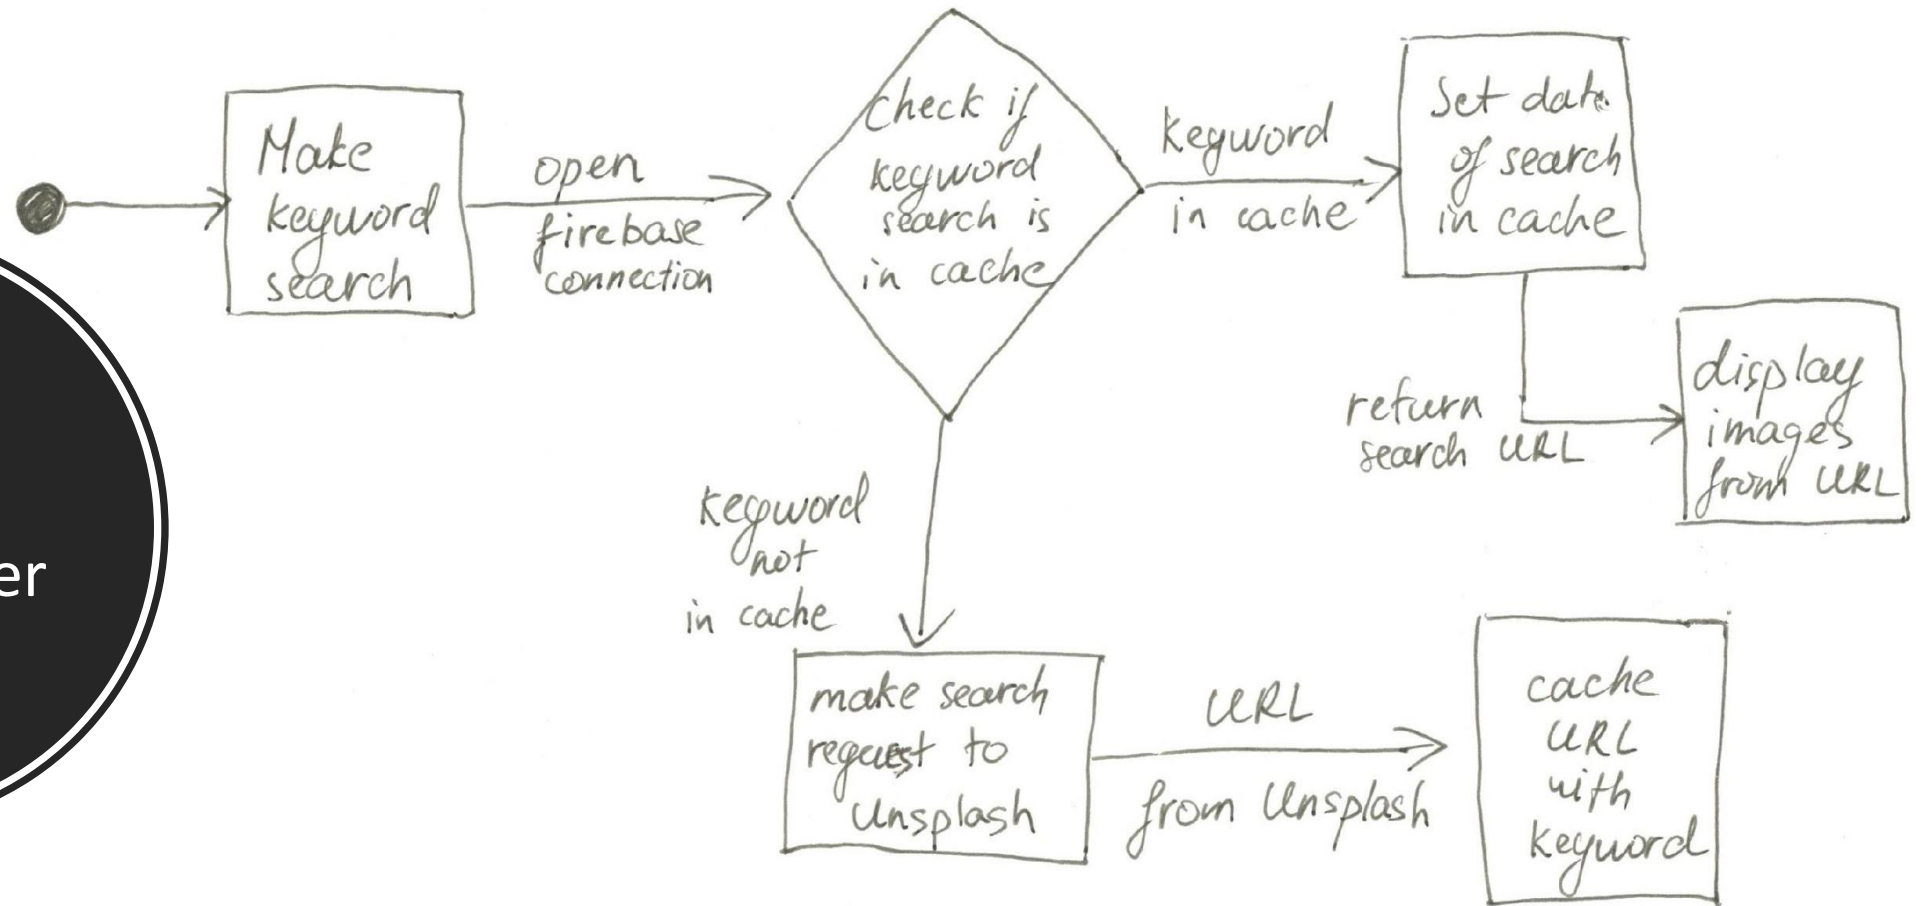 Make
keyword
search
open
firebase
connection
Check if
keyword
search is
in cache
keyword
in cache
Set date
of search
in cache
return
search URL
display
images
from URL
keyword
not
in cache
make search
request to
Unsplash
URL
from Unsplash
cache
URL
with
keyword
er